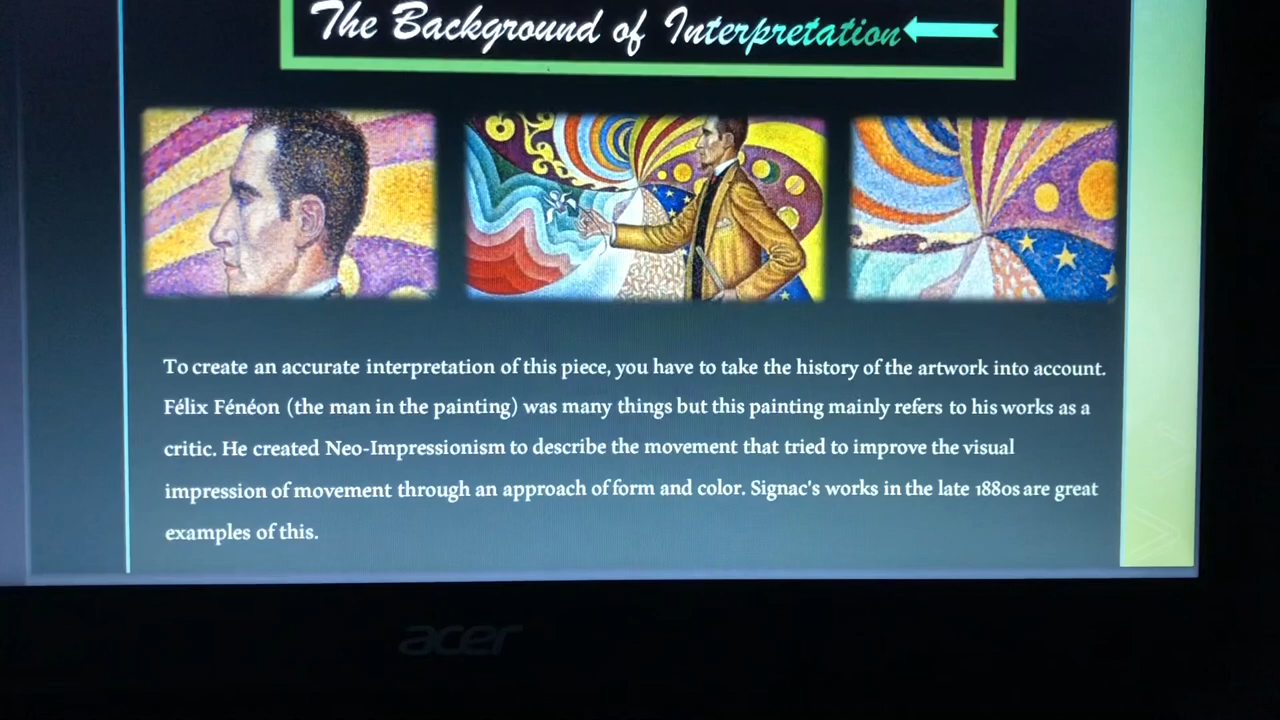 The Background of Interpretation
To create an accurate interpretation of this piece, you have to take the history of the artwork into account.
Félix Fénéon (the man in the painting) was many things but this painting mainly refers to his works as a
critic. He created Neo-Impressionism to describe the movement that tried to improve the visual
impression of movement through an approach of form and color. Signac's works in the late 1880s are great
examples of this.
acer